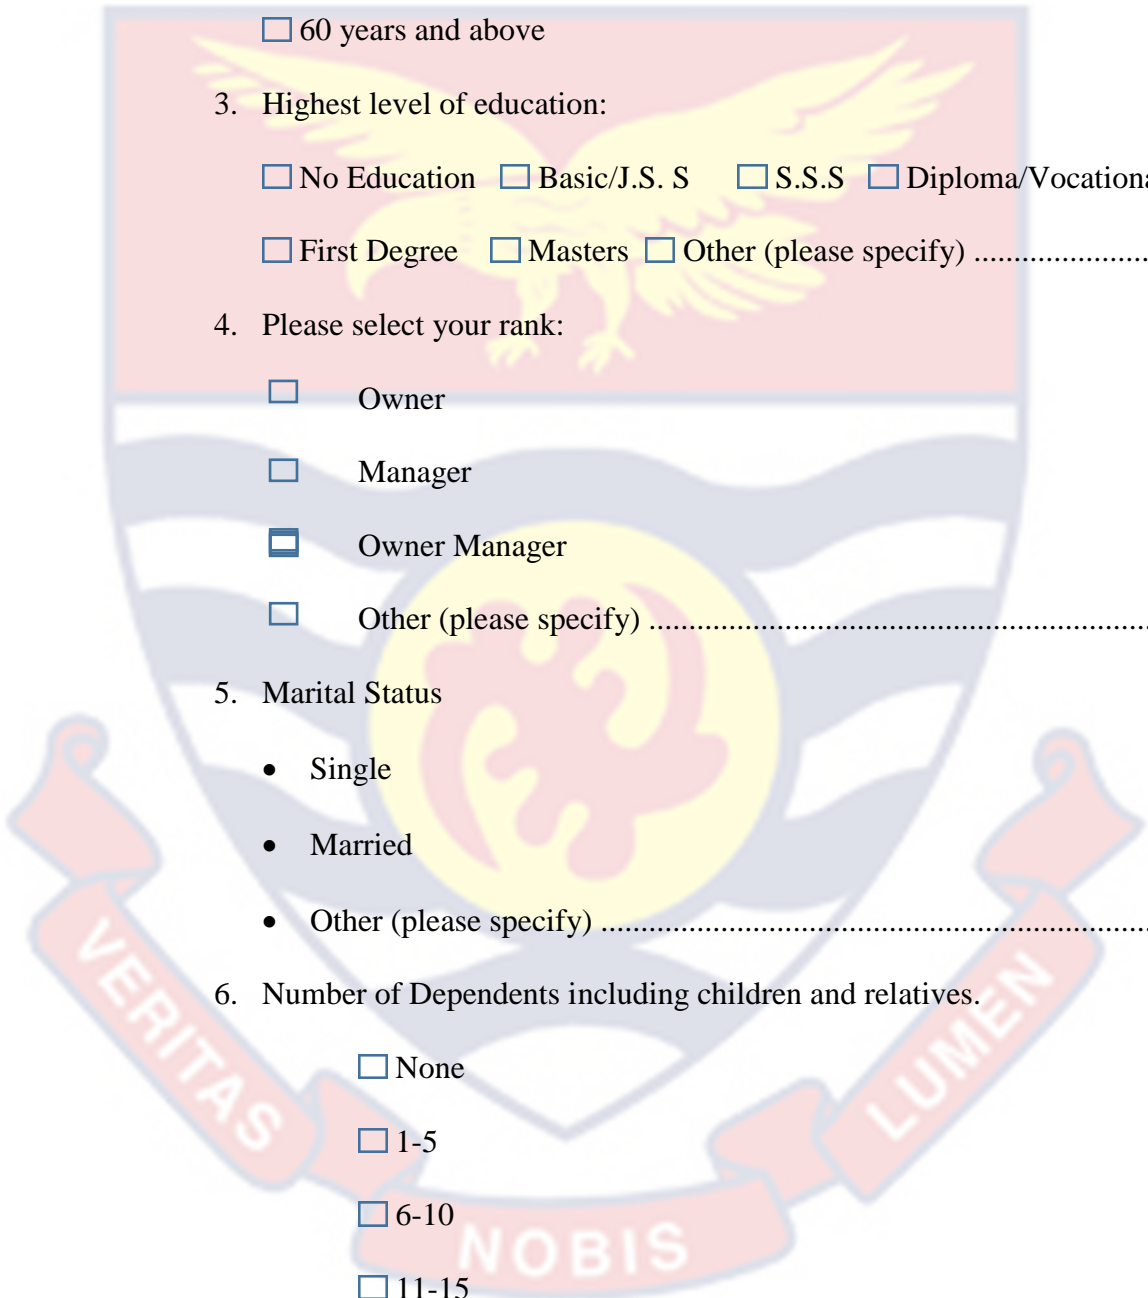 ☐ 60 years and above
3. Highest level of education:
☐ No Education ☐ Basic/J.S. S ☐ S.S.S ☐ Diploma/Vocationa
☐ First Degree ☐ Masters ☐ Other (please specify) ......................
4. Please select your rank:
☐ Owner
☐ Manager
☐ Owner Manager
☐ Other (please specify) ...............................................................
5. Marital Status
• Single
• Married
• Other (please specify) .....................................................................
6. Number of Dependents including children and relatives.
☐ None
☐ 1-5
☐ 6-10
☐ 11-15
VERITAS
NOBIS
LUMEN